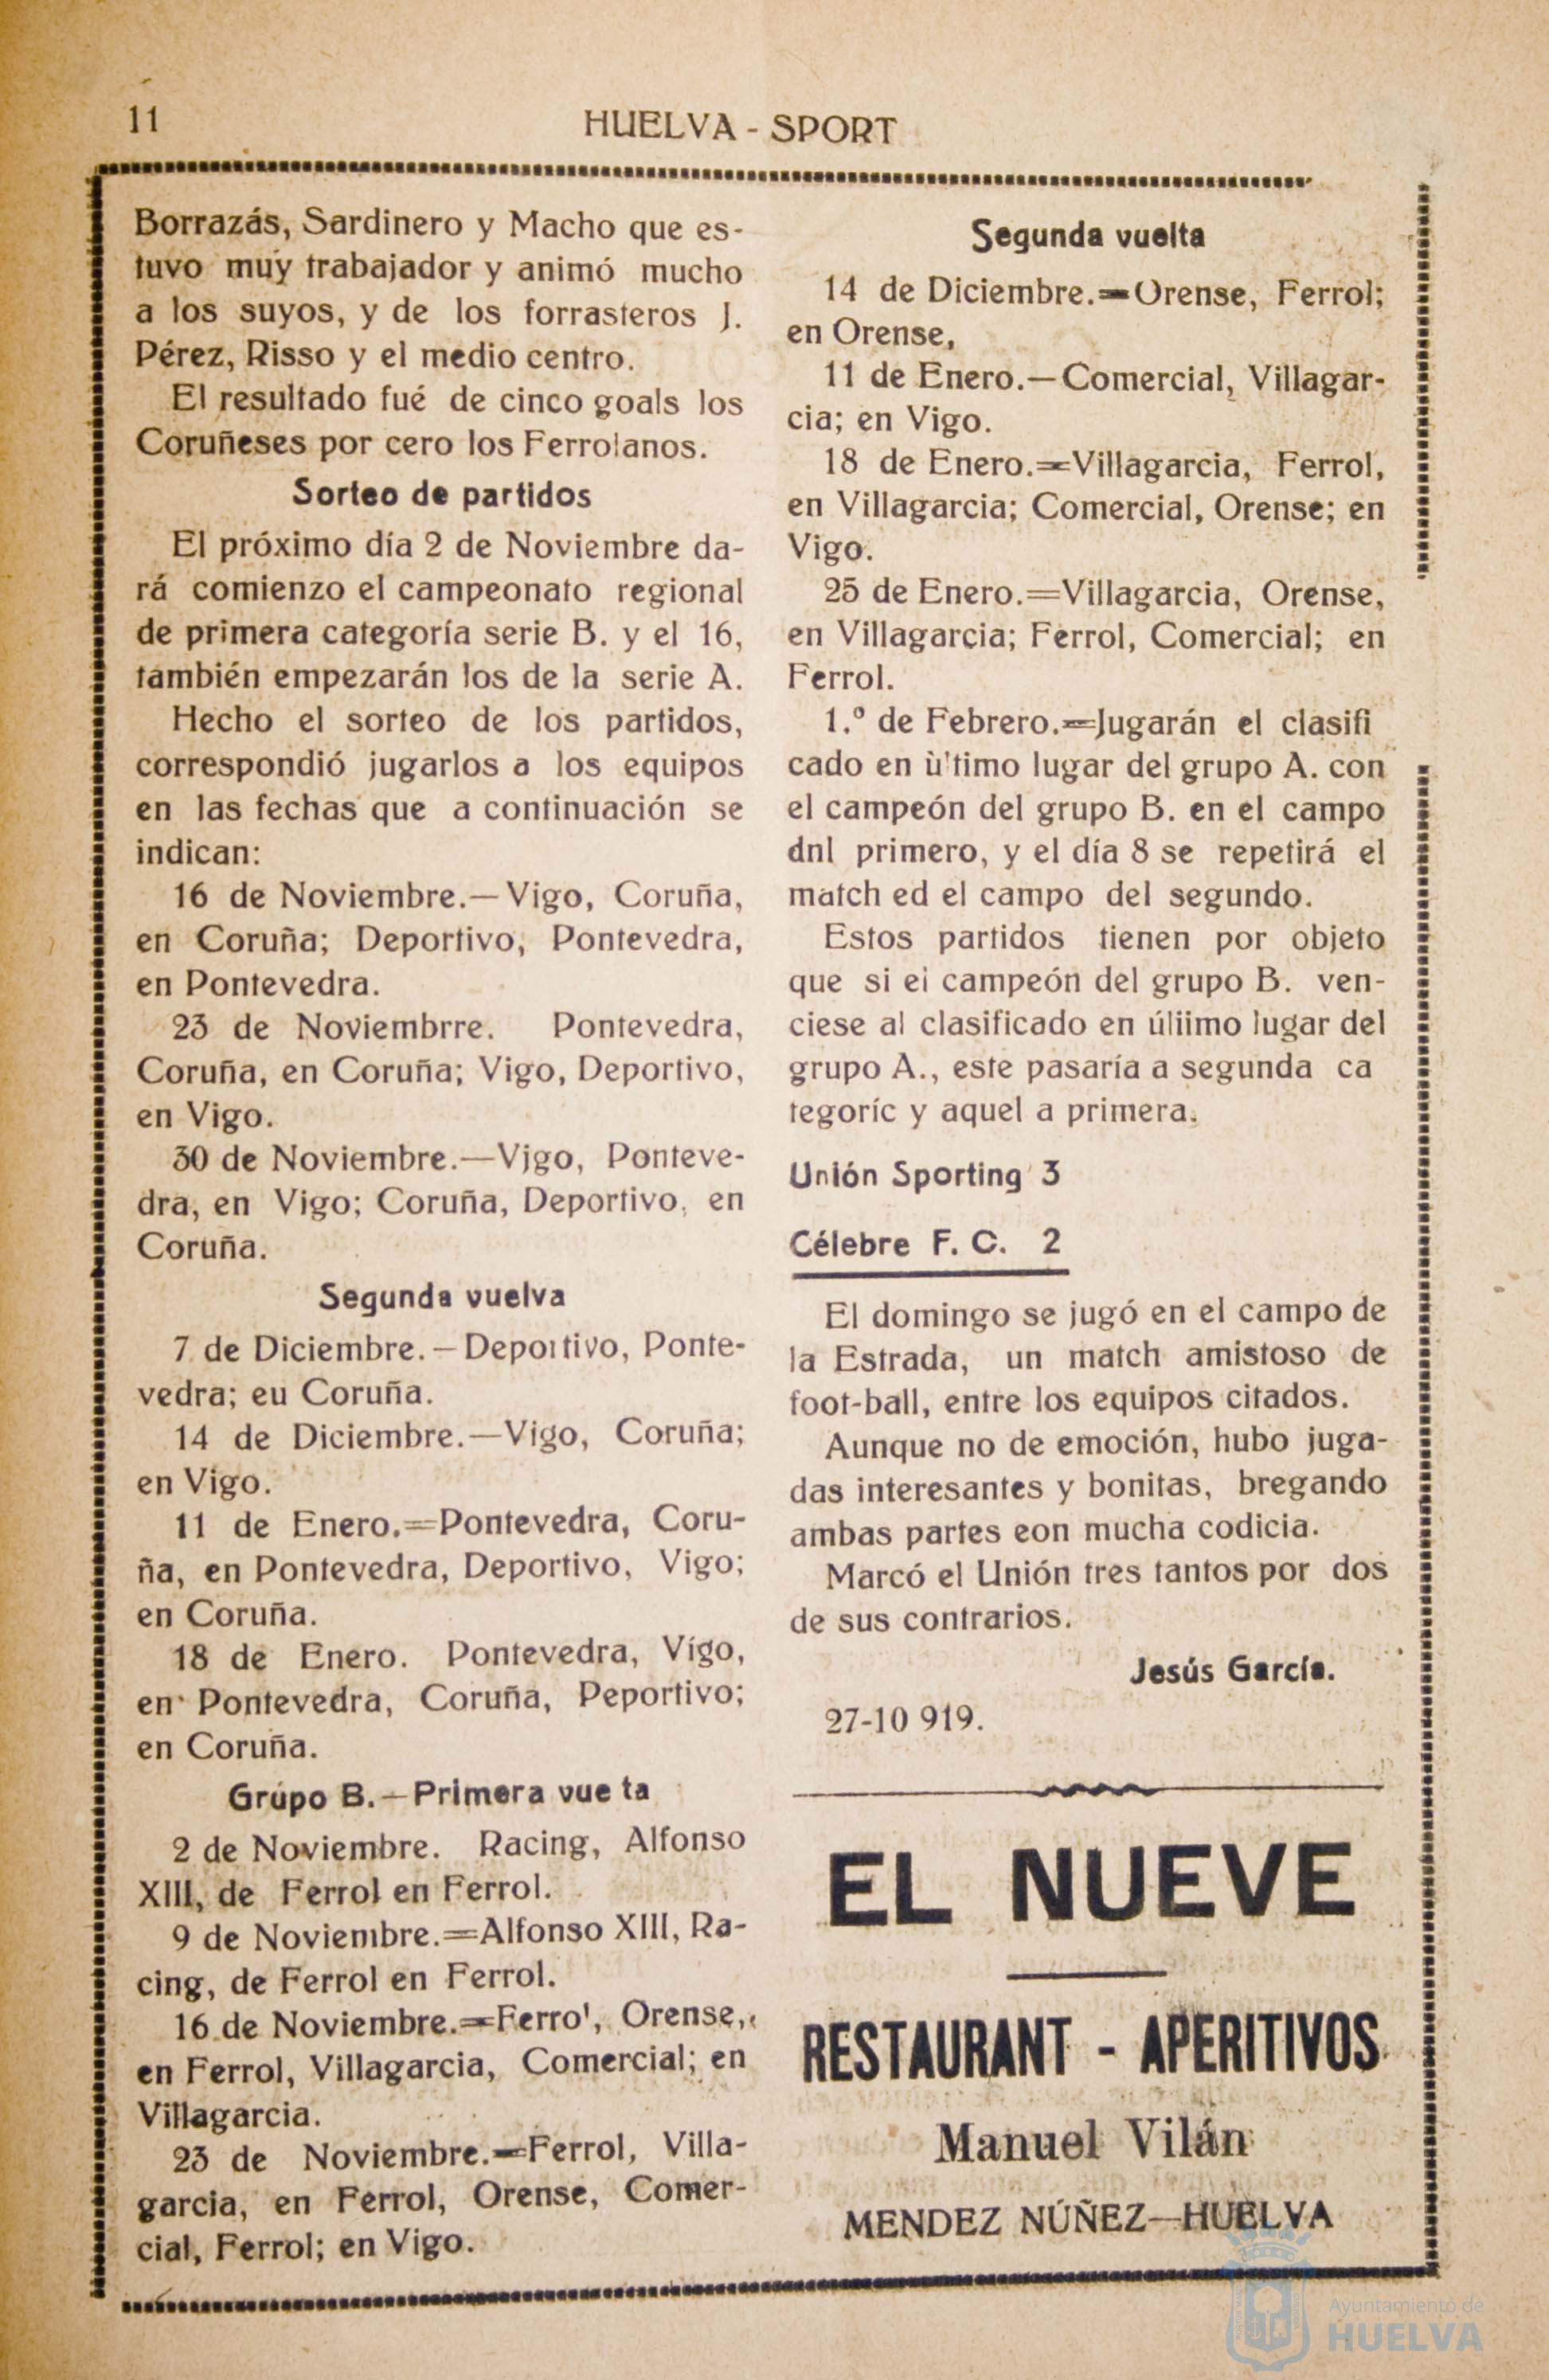 11
HUELVA - SPORT
Borrazás, Sardinero y Macho que es-
tuvo muy trabajador y animó mucho
a los suyos, y de los forrasteros J.
Pérez, Risso y el medio centro.
El resultado fué de cinco goals los
Coruñeses por cero los Ferrolanos.
Sorteo de partidos
El próximo día 2 de Noviembre da-
rá comienzo el campeonato regional
de primera categoría serie B. y el 16,
también empezarán los de la serie A.
Hecho el sorteo de los partidos,
correspondió jugarlos a los equipos
en las fechas que a continuación se
indican:
16 de Noviembre.—Vigo, Coruña,
en Coruña; Deportivo, Pontevedra,
en Pontevedra.
23 de Noviembrre. Pontevedra,
Coruña, en Coruña; Vigo, Deportivo,
en Vigo.
30 de Noviembre.—Vjgo, Ponteve-
dra, en Vigo; Coruña, Deportivo, en
Coruña.
Segunda vuelva
7 de Diciembre.—Deportivo, Ponte-
vedra; eu Coruña.
14 de Diciembre.—Vigo, Coruña;
en Vigo.
11 de Enero.=Pontevedra, Coru-
ña, en Pontevedra, Deportivo, Vigo;
en Coruña.
18 de Enero. Pontevedra, Vígo,
en Pontevedra, Coruña, Peportivo;
en Coruña.
Grupo B.—Primera vue ta
2 de Noviembre. Racing, Alfonso
XIII, de Ferrol en Ferrol.
9 de Noviembre.=Alfonso XIII, Ra-
cing, de Ferrol en Ferrol.
16 de Noviembre.=Ferro', Orense,
en Ferrol, Villagarcia, Comercial; en
Villagarcia.
23 de Noviembre.=Ferrol, Villa-
garcia, en Ferrol, Orense, Comer-
cial, Ferrol; en Vigo.
Segunda vuelta
14 de Diciembre.=Orense, Ferrol;
en Orense,
11 de Enero.—Comercial, Villagar-
cia; en Vigo.
18 de Enero.=Villagarcia, Ferrol,
en Villagarcia; Comercial, Orense; en
Vigo.
25 de Enero.=Villagarcia, Orense,
en Villagarcia; Ferrol, Comercial; en
Ferrol.
1.º de Febrero.=Jugarán el clasifi
cado en ù'timo lugar del grupo A. con
el campeón del grupo B. en el campo
dnl primero, y el día 8 se repetirá el
match ed el campo del segundo.
Estos partidos tienen por objeto
que si ei campeón del grupo B. ven-
ciese al clasificado en úliimo lugar del
grupo A., este pasaría a segunda ca
tegoríc y aquel a primera.
Unión Sporting 3
Célebre F. C. 2
El domingo se jugó en el campo de
la Estrada, un match amistoso de
foot-ball, entre los equipos citados.
Aunque no de emoción, hubo juga-
das interesantes y bonitas, bregando
ambas partes eon mucha codicia.
Marcó el Unión tres tantos por dos
de sus contrarios.
Jesús García.
27-10 919.
EL NUEVE
RESTAURANT - APERITIVOS
Manuel Vilán
MENDEZ NÚÑEZ—HUELVA
Ayuntamiento de
HUELVA